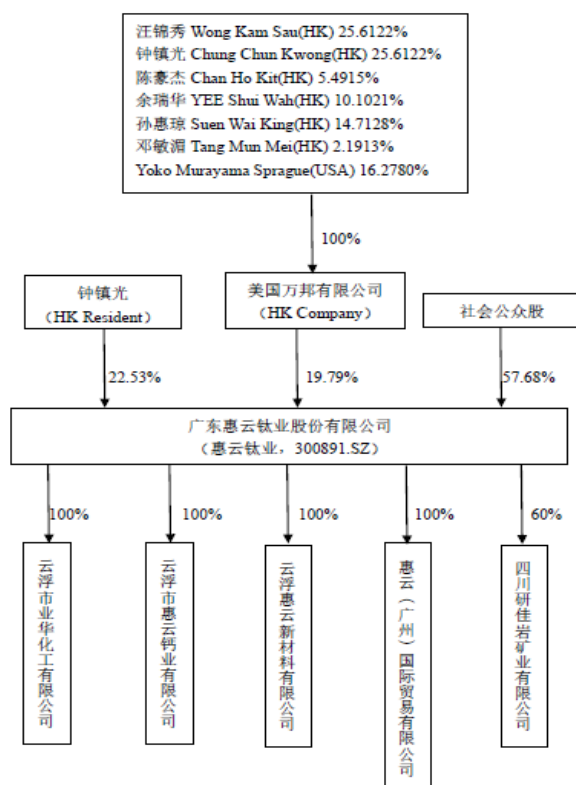 汪锦秀 Wong Kam Sau(HK) 25.6122%
钟镇光 Chung Chun Kwong(HK) 25.6122%
陈豪杰 Chan Ho Kit(HK) 5.4915%
余瑞华 YEE Shui Wah(HK) 10.1021%
孙惠琼 Suen Wai King(HK) 14.7128%
邓敏湄 Tang Mun Mei(HK) 2.1913%
Yoko Murayama Sprague(USA) 16.2780%
100%
钟镇光
（HK Resident）
美国万邦有限公司
（HK Company）
社会公众股
22.53%
19.79%
57.68%
广东惠云钛业股份有限公司
（惠云钛业，300891.SZ）
100%
100%
100%
100%
60%
云浮市业华化工有限公司
云浮市惠云钙业有限公司
云浮惠云新材料有限公司
惠云（广州）国际贸易有限公司
四川研佳岩矿业有限公司